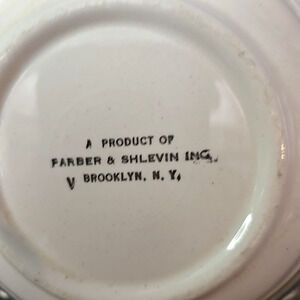 A PRODUCT OF
FARBER & SHLEVIN INC.
BROOKLYN, N. Y.